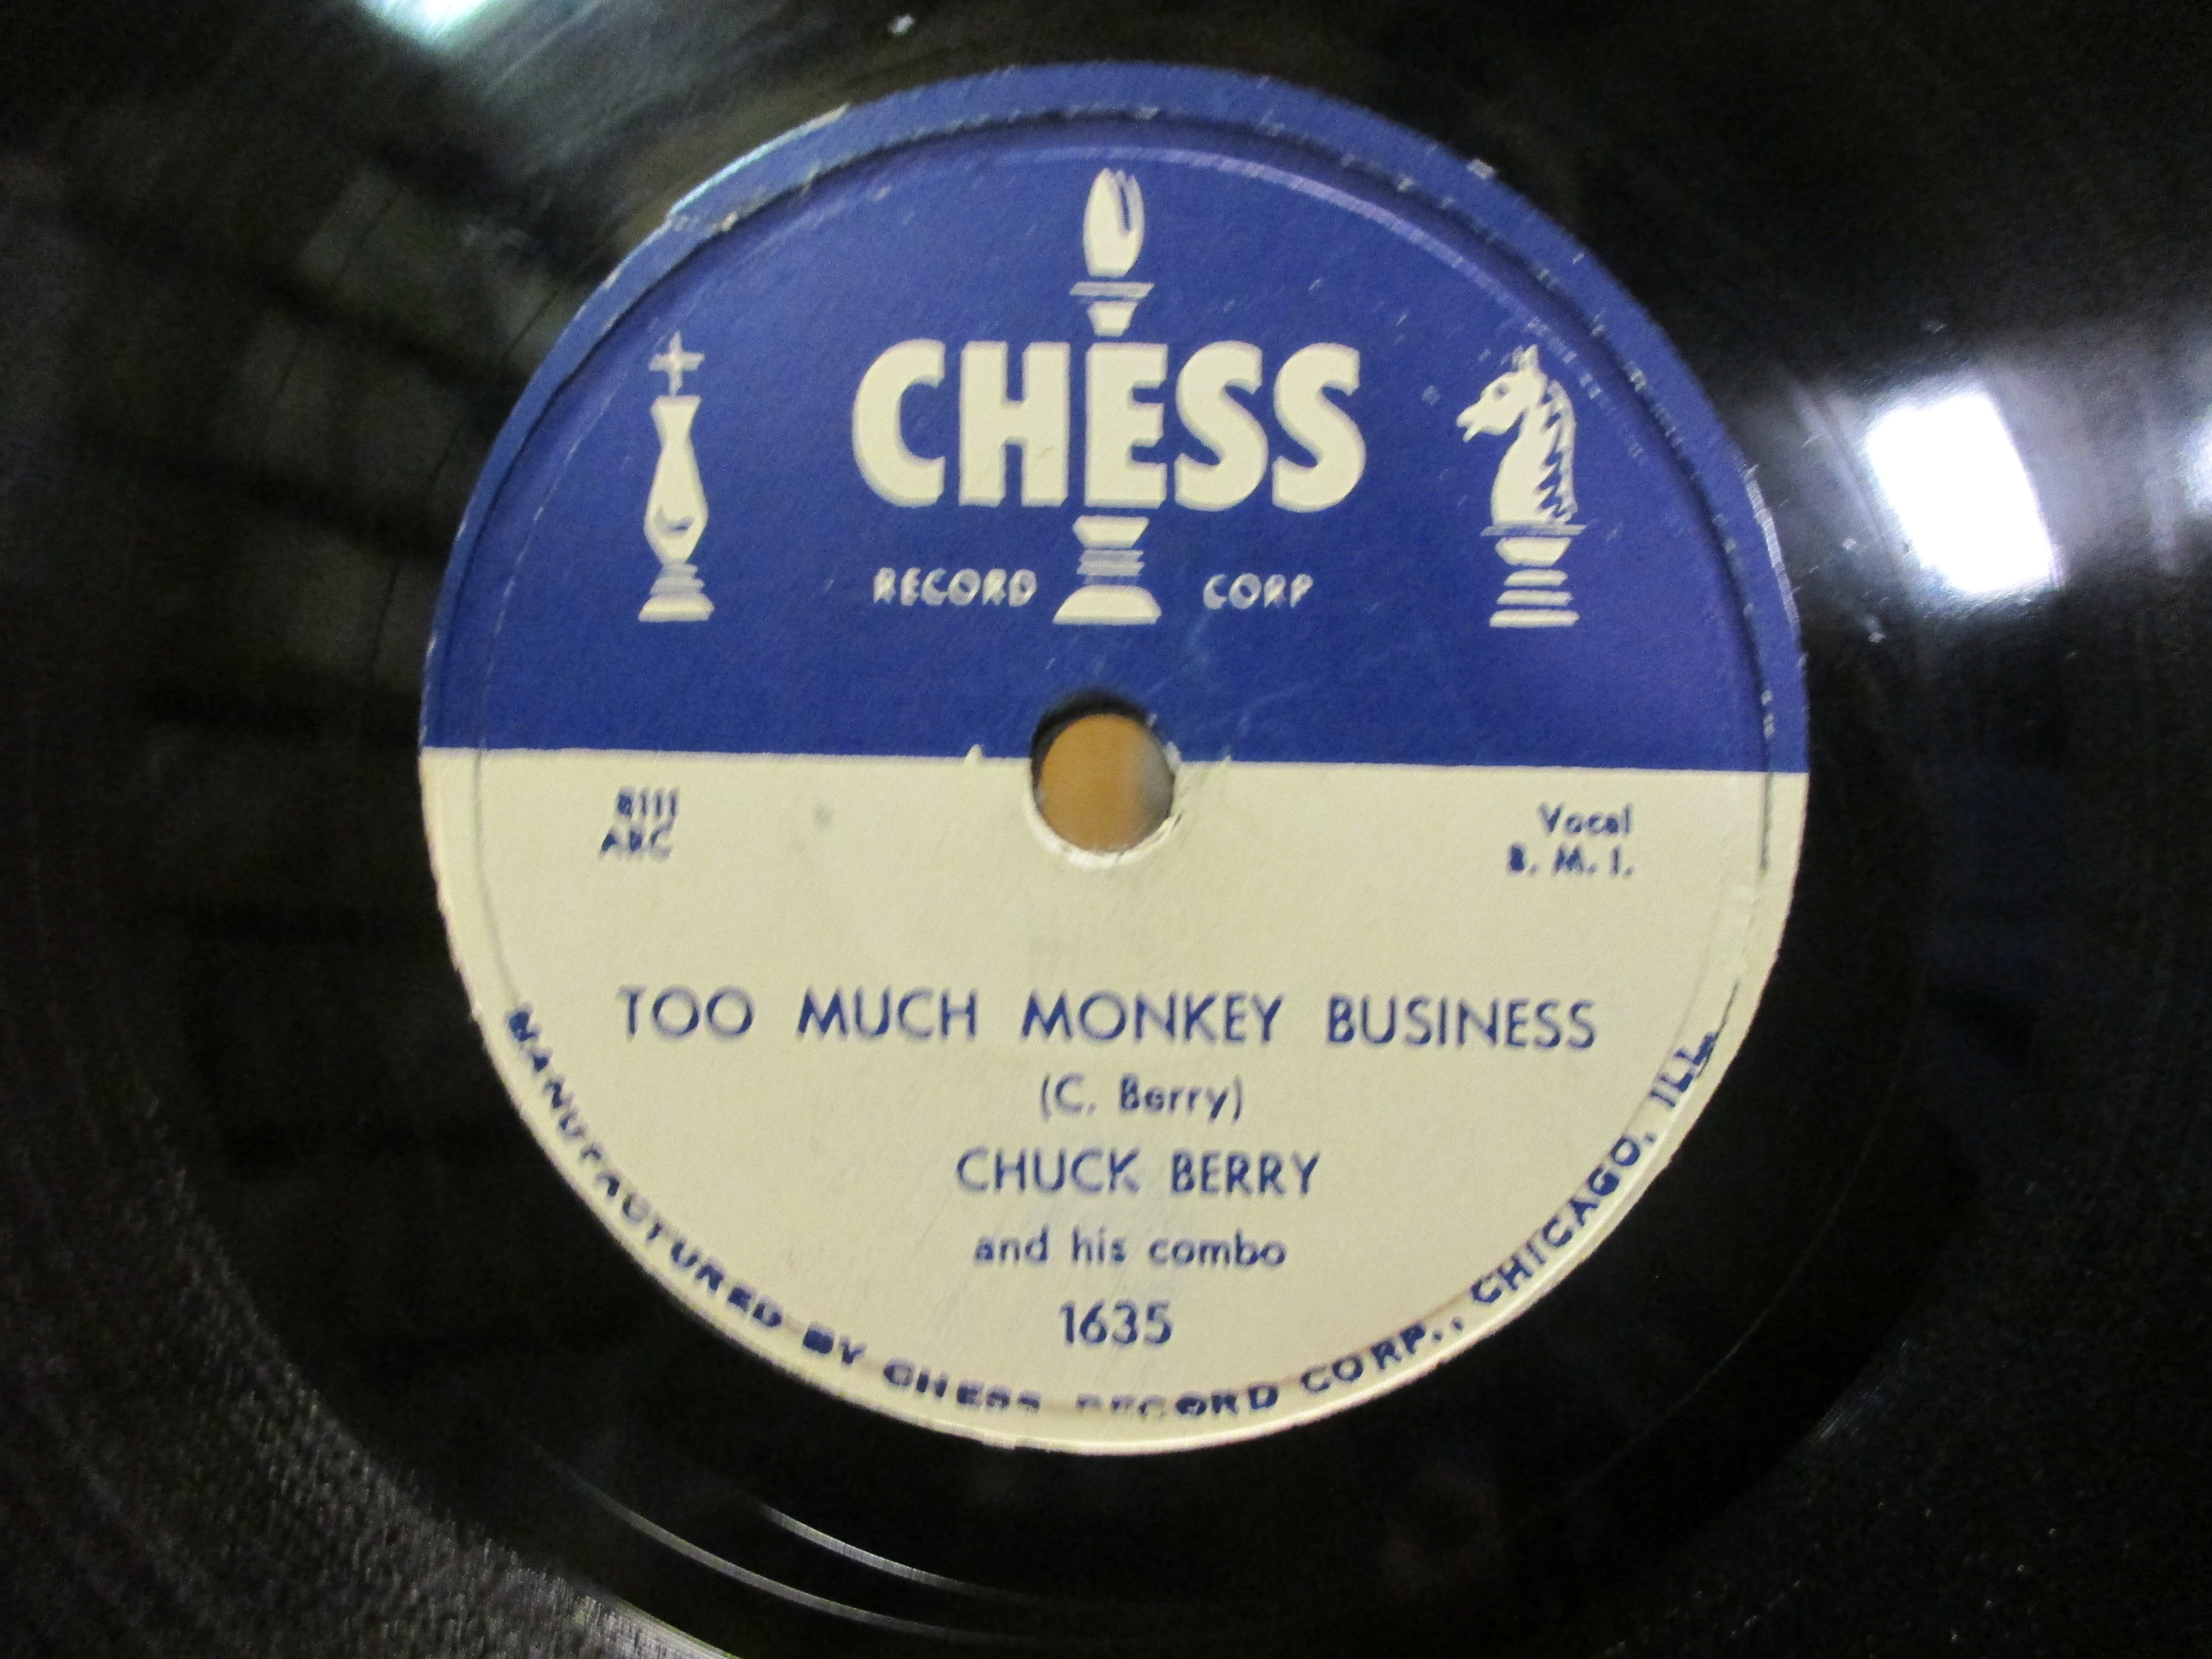 CHESS
RECORD CORP
8111
ARC
Vocal
B. M. I.
TOO MUCH MONKEY BUSINESS
(C. Berry)
CHUCK BERRY
and his combo
1635
MANUFACTURED BY CHESS RECORD CORP., CHICAGO, ILL.